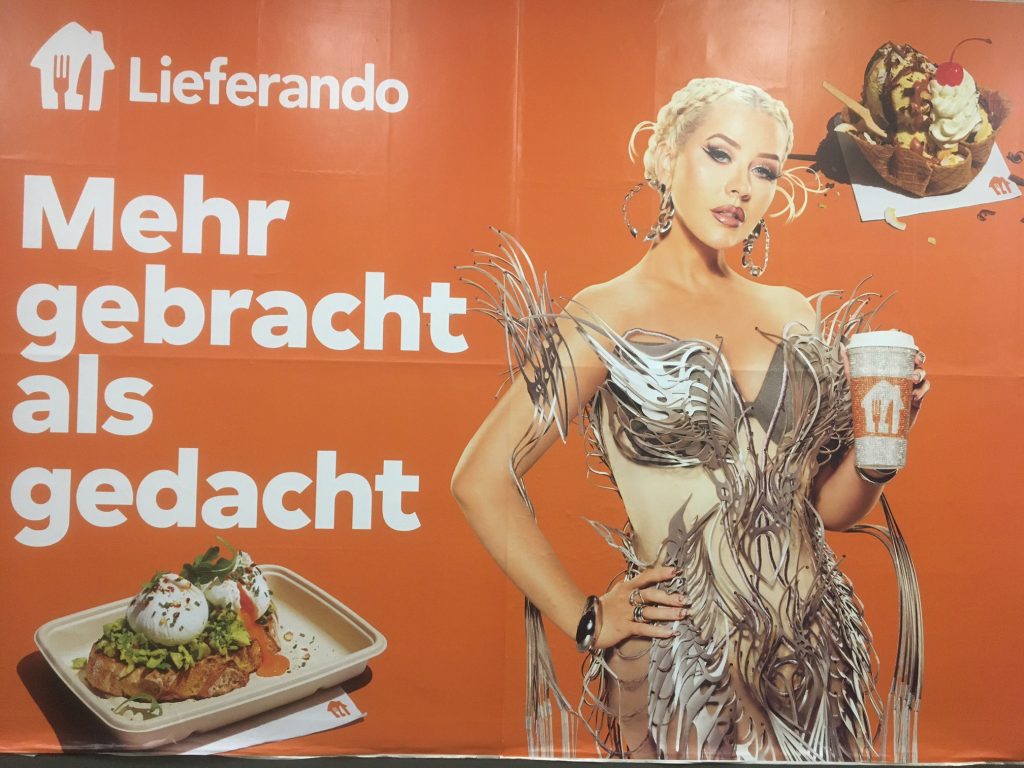 Lieferando
Mehr
gebracht
als
gedacht